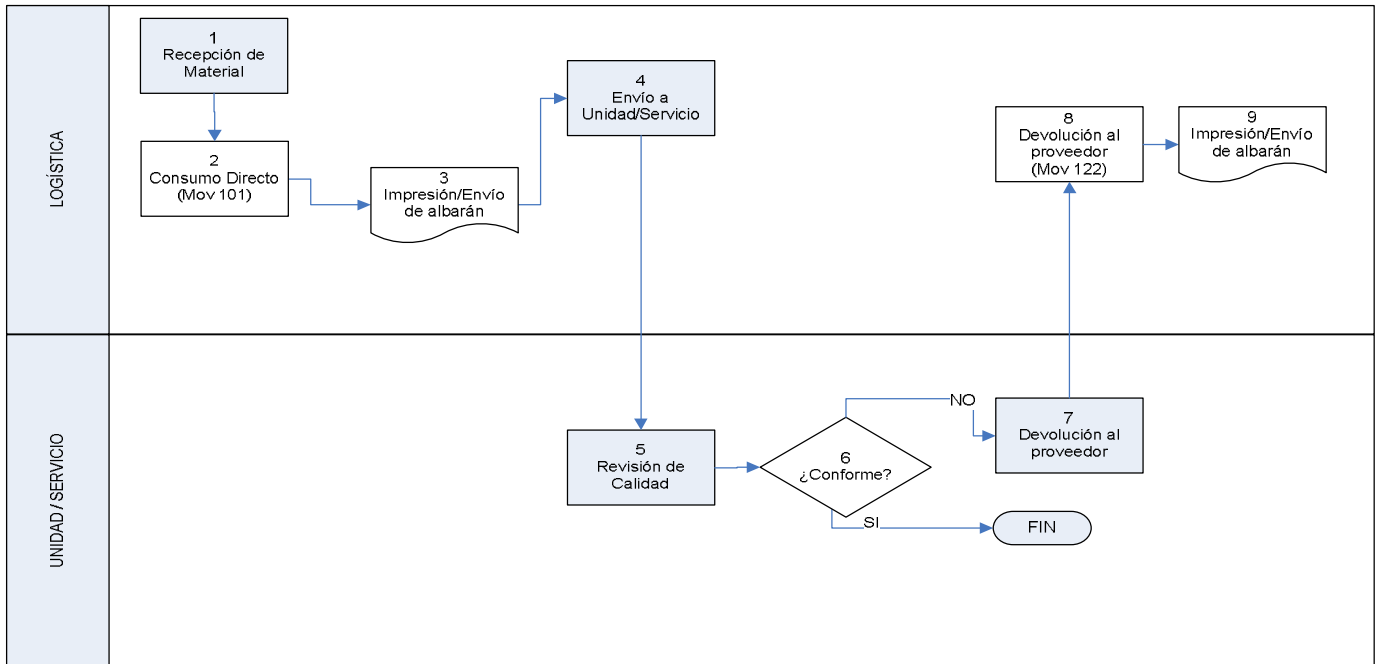 LOGÍSTICA
1
Recepción de
Material
2
Consumo Directo
(Mov 101)
3
Impresión/Envío
de albarán
4
Envío a
Unidad/Servicio
8
Devolución al
proveedor
(Mov 122)
9
Impresión/Envío
de albarán
UNIDAD / SERVICIO
5
Revisión de
Calidad
6
¿Conforme?
NO
SI
7
Devolución al
proveedor
FIN